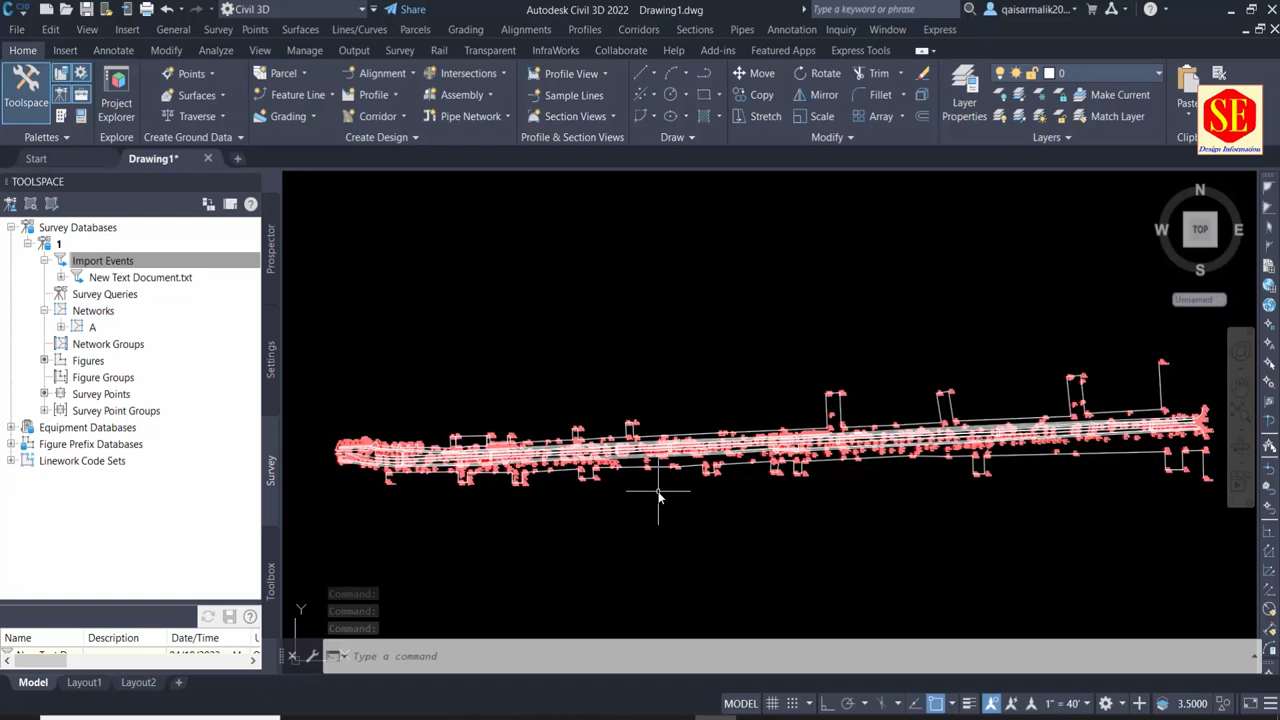 Civil 3D
Share
Autodesk Civil 3D 2022 Drawing1.dwg
Type a keyword or phrase
qaisarmalik20...
File Edit View Insert General Survey Points Surfaces Lines/Curves Parcels Grading Alignments Profiles Corridors Sections Pipes Annotation Inquiry Window Express
Home Insert Annotate Modify Analyze View Manage Output Survey Rail Transparent InfraWorks Collaborate Help Add-ins Featured Apps Express Tools
Points Parcel Alignment Intersections Profile View Move Rotate Trim 0
Toolspace Project Explorer Surfaces Feature Line Profile Assembly Sample Lines Copy Mirror Fillet Layer Properties Make Current Paste
Traverse Grading Corridor Pipe Network Section Views Stretch Scale Array Match Layer
Palettes Explore Create Ground Data Create Design Profile & Section Views Draw Modify Layers
SE
Design Information
Start Drawing1*
TOOLSPACE
Survey Databases
1
Import Events
New Text Document.txt
Survey Queries
Networks
A
Network Groups
Figures
Figure Groups
Survey Points
Survey Point Groups
Equipment Databases
Figure Prefix Databases
Linework Code Sets
Prospector
Settings
Survey
Toolbox
N
W TOP E
S
Unnamed
Name Description Date/Time
Y
Command:
Command:
Command:
Type a command
Model Layout1 Layout2 +
MODEL 1" = 40' 3.5000